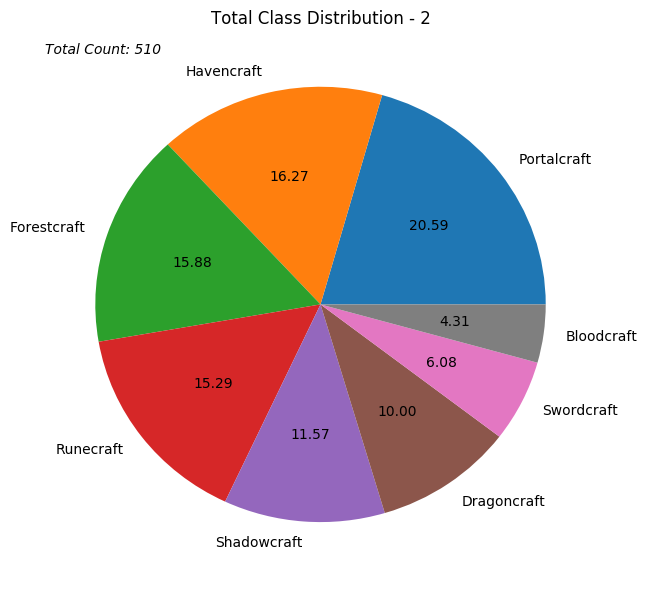 Total Class Distribution - 2
Total Count: 510
Havencraft
Portalcraft
16.27
20.59
Forestcraft
15.88
4.31
Bloodcraft
6.08
15.29
Swordcraft
10.00
11.57
Runecraft
Dragoncraft
Shadowcraft